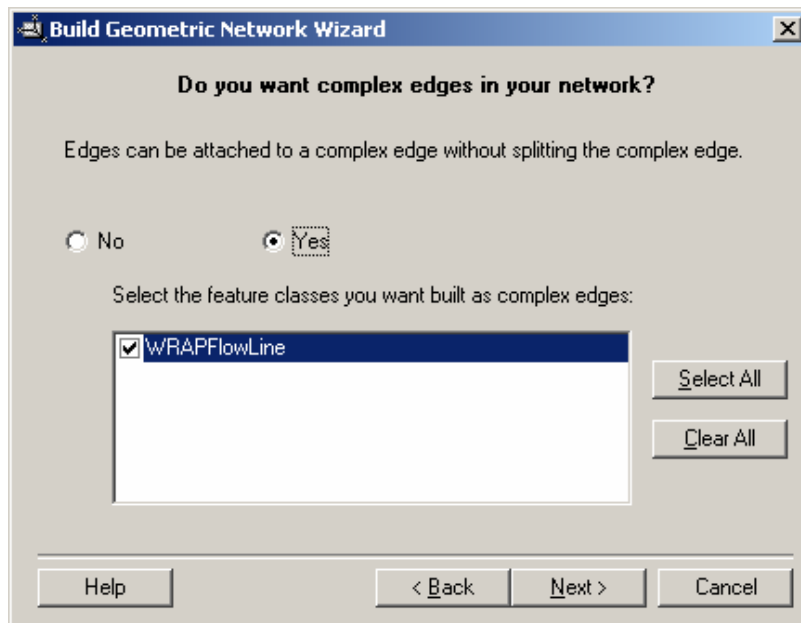 Build Geometric Network Wizard
Do you want complex edges in your network?
Edges can be attached to a complex edge without splitting the complex edge.
No
Yes
Select the feature classes you want built as complex edges:
WRAPFlowLine
Select All
Clear All
Help
< Back
Next >
Cancel